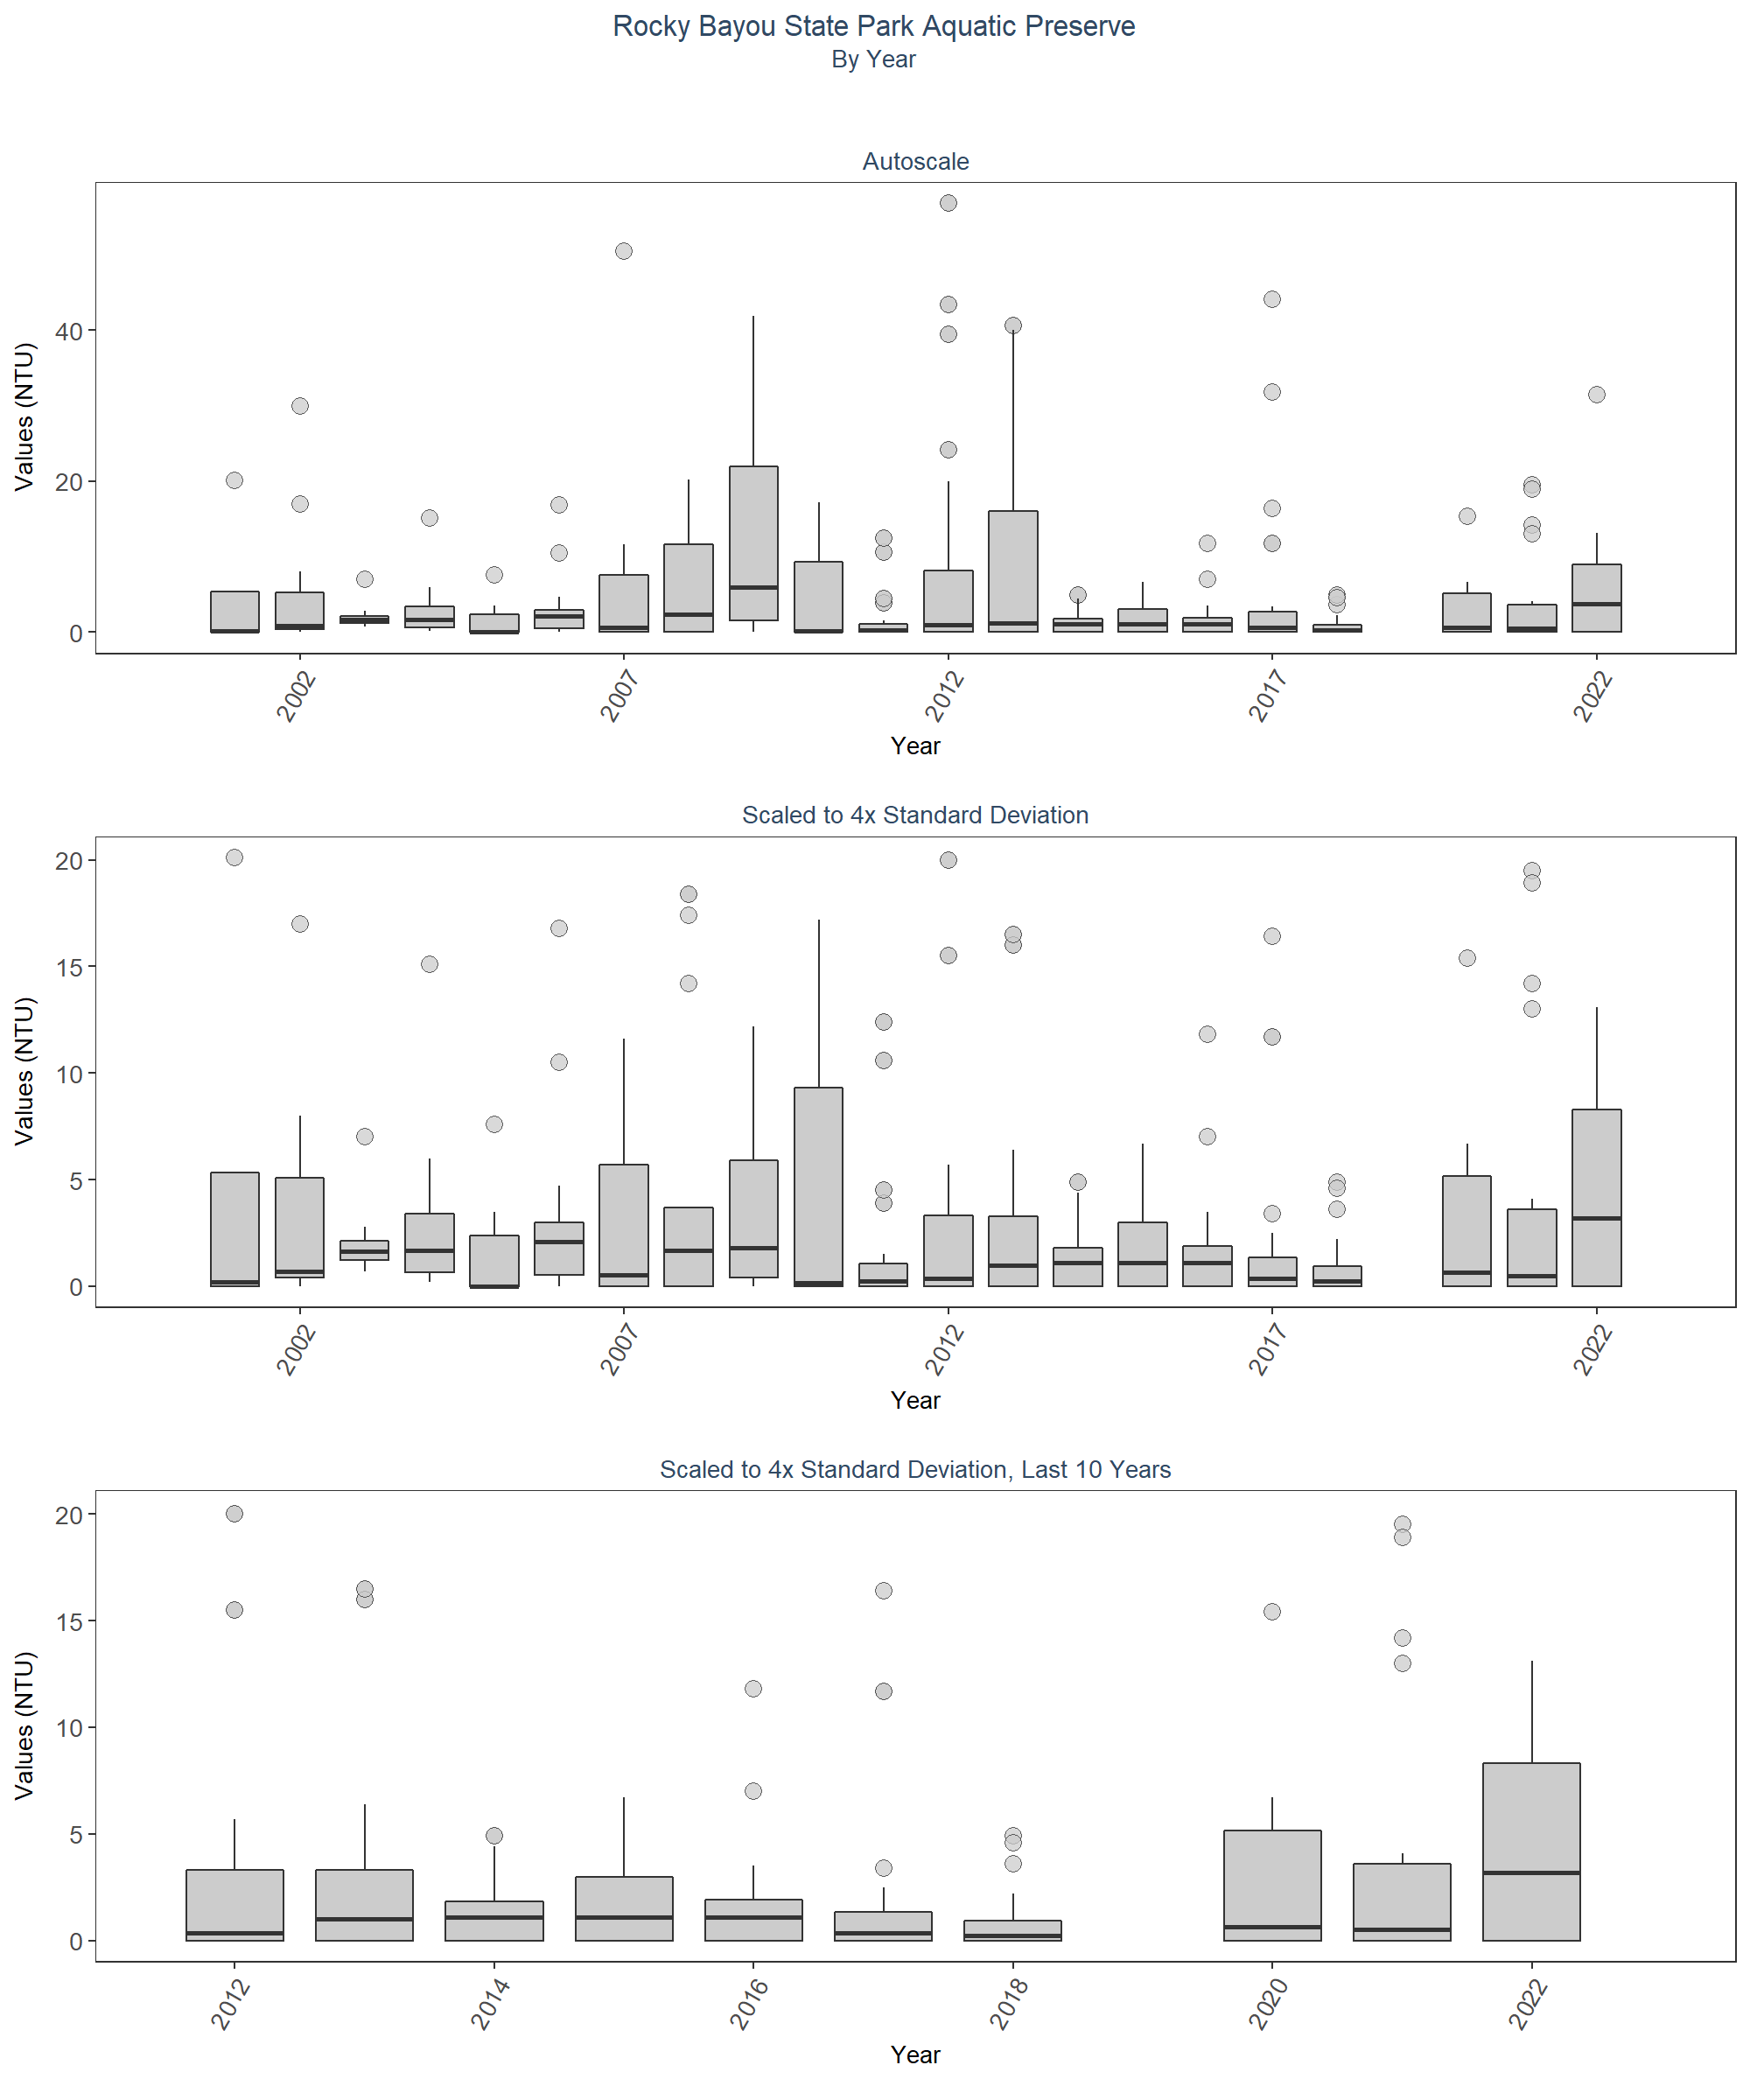 Rocky Bayou State Park Aquatic Preserve
By Year
Autoscale
Values (NTU)
40
20
0
2002 2007 2012 2017 2022
Year
Scaled to 4x Standard Deviation
Values (NTU)
20
15
10
5
0
2002 2007 2012 2017 2022
Year
Scaled to 4x Standard Deviation, Last 10 Years
Values (NTU)
20
15
10
5
0
2012 2014 2016 2018 2020 2022
Year